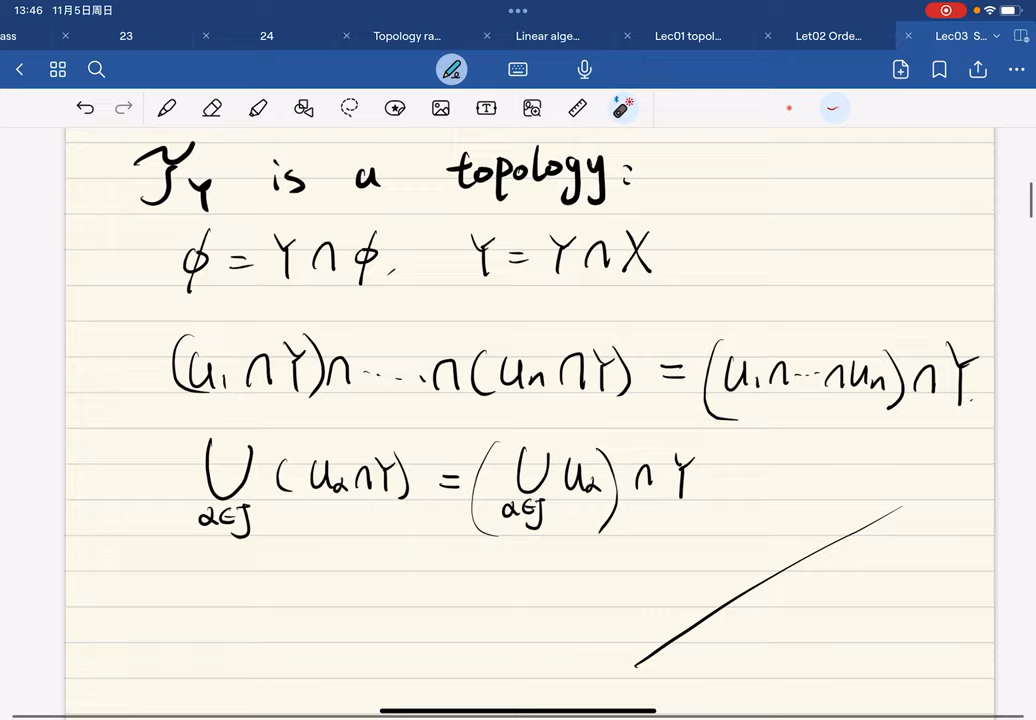 13:46 11月5日周日
ass 23 24 Topology ra... Linear alge... Lec01 topol... Let02 Orde... Lec03 S...
𝒯_Y is a topology:
ϕ = Y ∩ ϕ, Y = Y ∩ X
(U₁ ∩ Y) ∩ ⋯ ∩ (Uₙ ∩ Y) = (U₁ ∩ ⋯ ∩ Uₙ) ∩ Y.
⋃_{α∈J} (U_α ∩ Y) = (⋃_{α∈J} U_α) ∩ Y